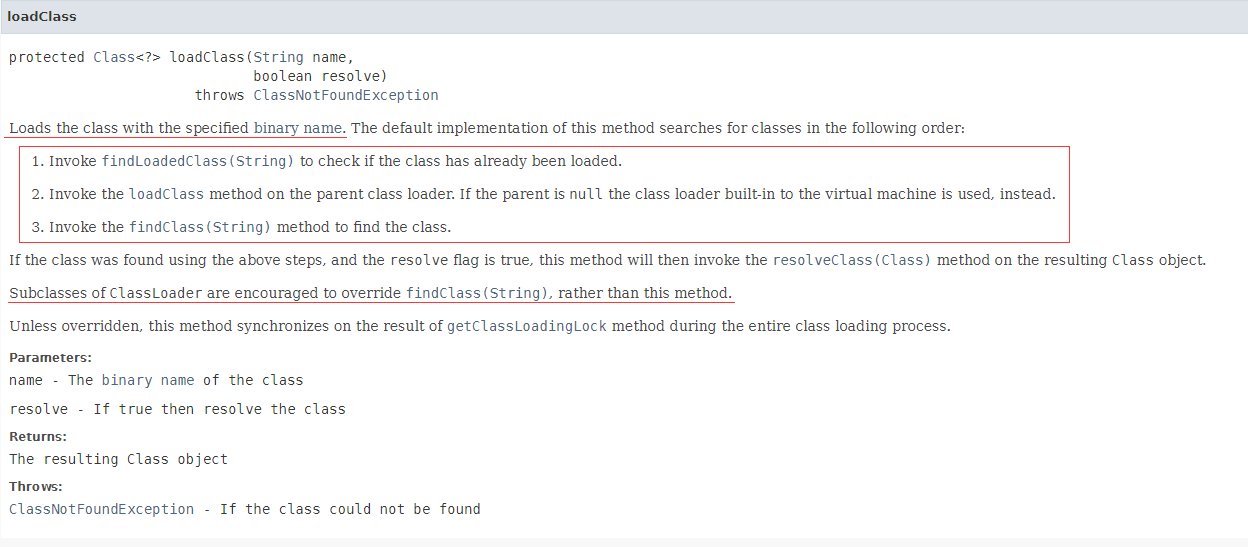 loadClass
protected Class<?> loadClass(String name,
boolean resolve)
throws ClassNotFoundException
Loads the class with the specified binary name. The default implementation of this method searches for classes in the following order:
1. Invoke findLoadedClass(String) to check if the class has already been loaded.
2. Invoke the loadClass method on the parent class loader. If the parent is null the class loader built-in to the virtual machine is used, instead.
3. Invoke the findClass(String) method to find the class.
If the class was found using the above steps, and the resolve flag is true, this method will then invoke the resolveClass(Class) method on the resulting Class object.
Subclasses of ClassLoader are encouraged to override findClass(String), rather than this method.
Unless overridden, this method synchronizes on the result of getClassLoadingLock method during the entire class loading process.
Parameters:
name - The binary name of the class
resolve - If true then resolve the class
Returns:
The resulting Class object
Throws:
ClassNotFoundException - If the class could not be found